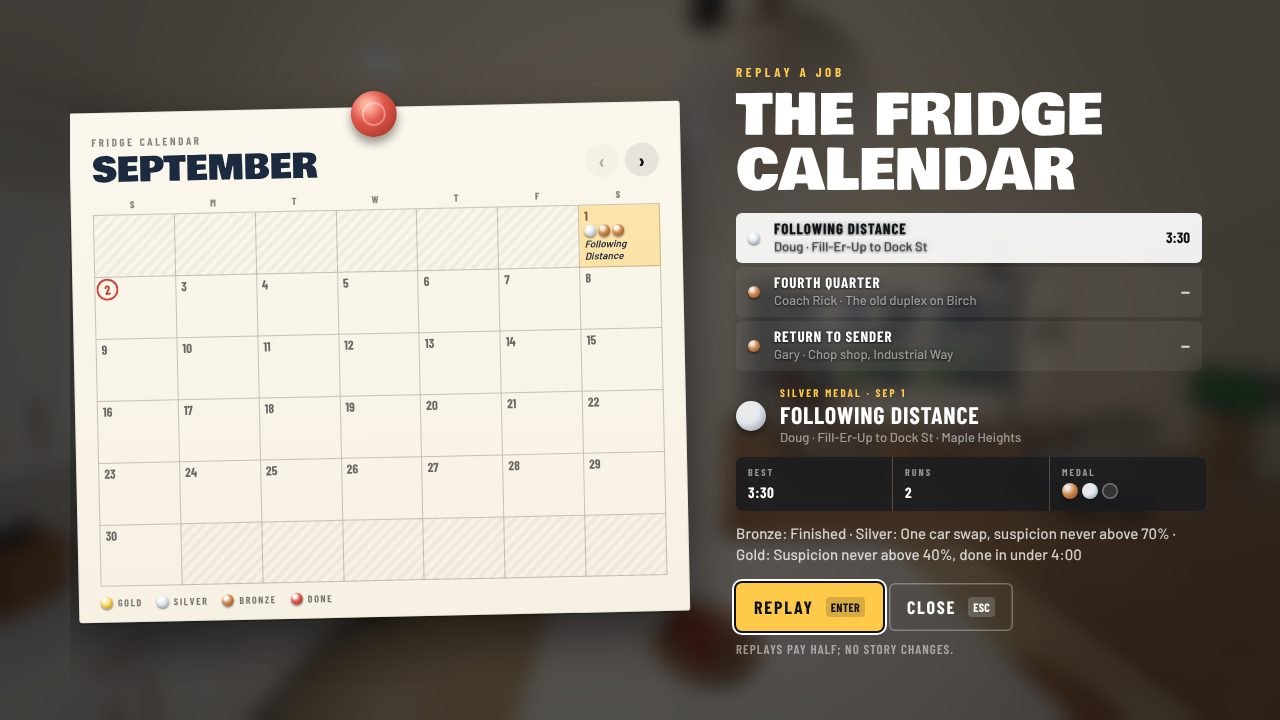 FRIDGE CALENDAR
SEPTEMBER
‹ ›
S M T W T F S
1
Following
Distance
2 3 4 5 6 7 8
9 10 11 12 13 14 15
16 17 18 19 20 21 22
23 24 25 26 27 28 29
30
GOLD SILVER BRONZE DONE
REPLAY A JOB
THE FRIDGE
CALENDAR
FOLLOWING DISTANCE 3:30
Doug · Fill-Er-Up to Dock St
FOURTH QUARTER –
Coach Rick · The old duplex on Birch
RETURN TO SENDER –
Gary · Chop shop, Industrial Way
SILVER MEDAL · SEP 1
FOLLOWING DISTANCE
Doug · Fill-Er-Up to Dock St · Maple Heights
BEST RUNS MEDAL
3:30 2
Bronze: Finished · Silver: One car swap, suspicion never above 70% ·
Gold: Suspicion never above 40%, done in under 4:00
REPLAY ENTER CLOSE ESC
REPLAYS PAY HALF; NO STORY CHANGES.